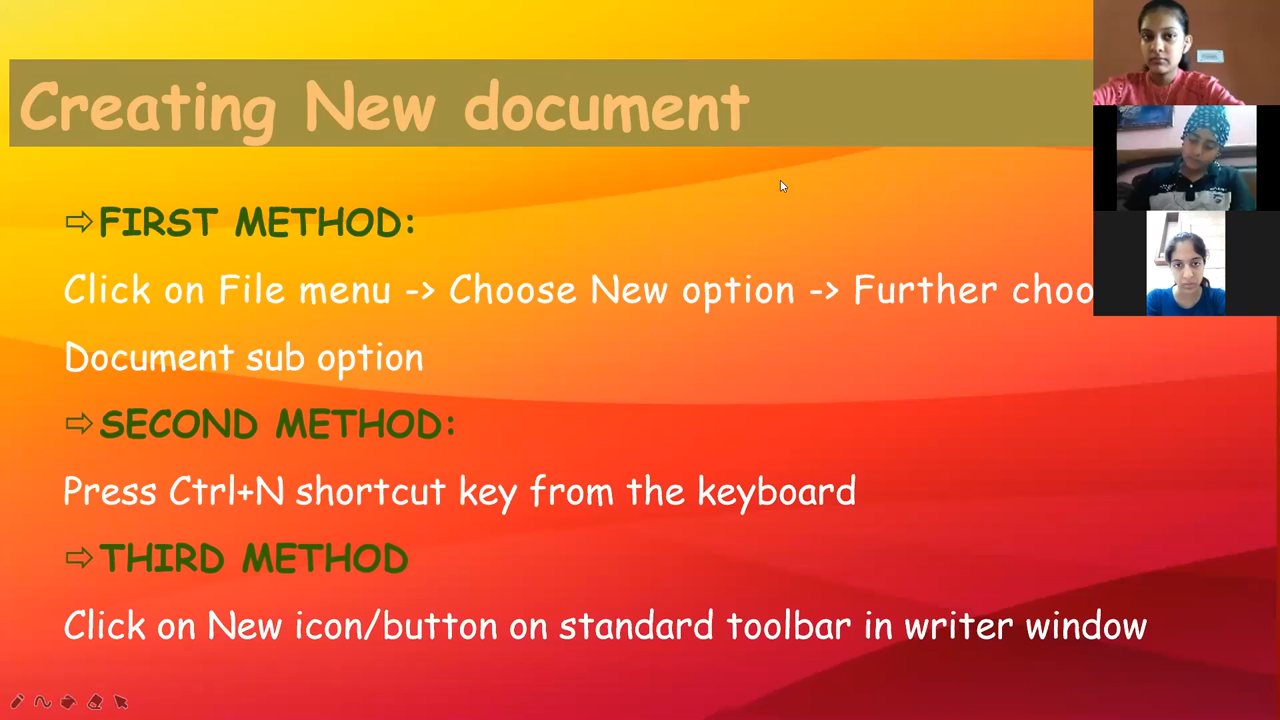 Creating New document
⇨FIRST METHOD:
Click on File menu -> Choose New option -> Further
Document sub option
⇨SECOND METHOD:
Press Ctrl+N shortcut key from the keyboard
⇨THIRD METHOD
Click on New icon/button on standard toolbar in writer window